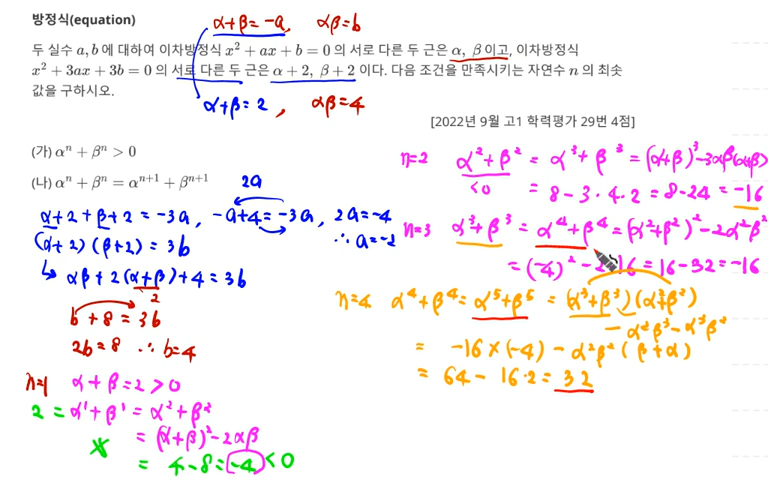 방정식(equation)
α+β=-a, αβ=b
두 실수 a, b에 대하여 이차방정식 x² + ax + b = 0의 서로 다른 두 근은 α, β이고, 이차방정식
x² + 3ax + 3b = 0의 서로 다른 두 근은 α + 2, β + 2이다. 다음 조건을 만족시키는 자연수 n의 최솟
값을 구하시오.
α+β=2, αβ=4
[2022년 9월 고1 학력평가 29번 4점]
(가) αⁿ + βⁿ > 0
(나) αⁿ + βⁿ = αⁿ⁺¹ + βⁿ⁺¹
2a
α+2+β+2=-3a, -a+4=-3a, 2a=-4
∴a=-2
(α+2)(β+2)=3b
↳ αβ+2(α+β)+4=3b
2
b+8=3b
2b=8 ∴b=4
n=1 α+β=2>0
2=α¹+β¹=α²+β²
=(α+β)²-2αβ
= 4-8=-4<0
n=2 α²+β² = α³+β³ = (α+β)³-3αβ(α+β)
<0 = 8-3·4·2=8-24=-16
n=3 α³+β³=α⁴+β⁴=(α²+β²)²-2α²β²
=(-4)²-2·16=16-32=-16
n=4 α⁴+β⁴=α⁵+β⁵=(α³+β³)(α²+β²)
-α²β³-α³β²
= -16×(-4)-α²β²(β+α)
= 64-16·2=32